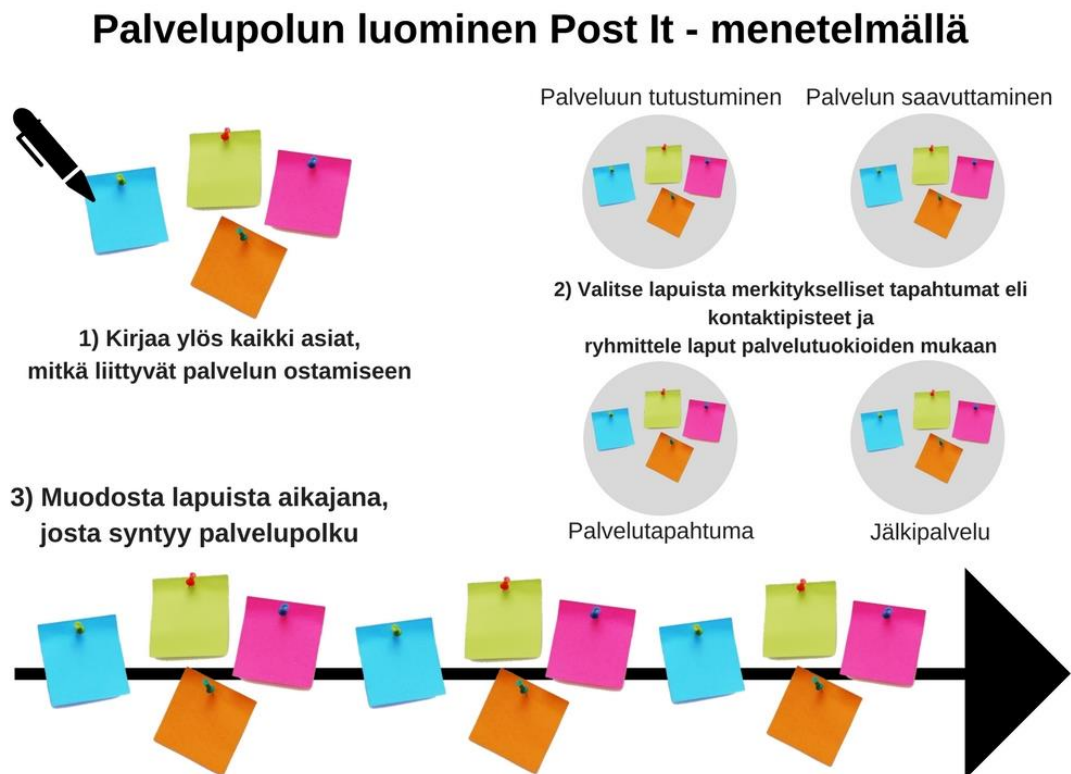 Palvelupolun luominen Post It - menetelmällä
1) Kirjaa ylös kaikki asiat,
mitkä liittyvät palvelun ostamiseen
Palveluun tutustuminen
Palvelun saavuttaminen
2) Valitse lapuista merkitykselliset tapahtumat eli
kontaktipisteet ja
ryhmittele laput palvelutuokioiden mukaan
Palvelutapahtuma
Jälkipalvelu
3) Muodosta lapuista aikajana,
josta syntyy palvelupolku